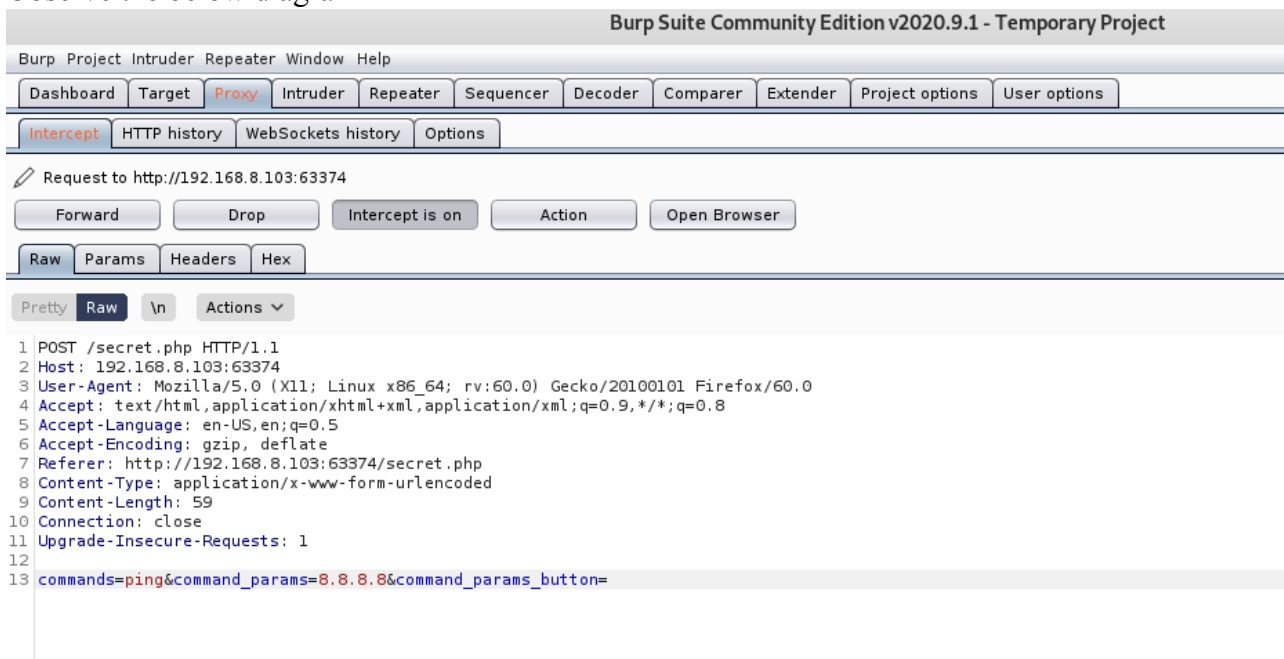 Burp Suite Community Edition v2020.9.1 - Temporary Project
Burp Project Intruder Repeater Window Help
Dashboard Target Proxy Intruder Repeater Sequencer Decoder Comparer Extender Project options User options
Intercept HTTP history WebSockets history Options
Request to http://192.168.8.103:63374
Forward Drop Intercept is on Action Open Browser
Raw Params Headers Hex
Pretty Raw \n Actions
1 POST /secret.php HTTP/1.1
2 Host: 192.168.8.103:63374
3 User-Agent: Mozilla/5.0 (X11; Linux x86_64; rv:60.0) Gecko/20100101 Firefox/60.0
4 Accept: text/html,application/xhtml+xml,application/xml;q=0.9,*/*;q=0.8
5 Accept-Language: en-US,en;q=0.5
6 Accept-Encoding: gzip, deflate
7 Referer: http://192.168.8.103:63374/secret.php
8 Content-Type: application/x-www-form-urlencoded
9 Content-Length: 59
10 Connection: close
11 Upgrade-Insecure-Requests: 1
12
13 commands=ping&command_params=8.8.8.8&command_params_button=